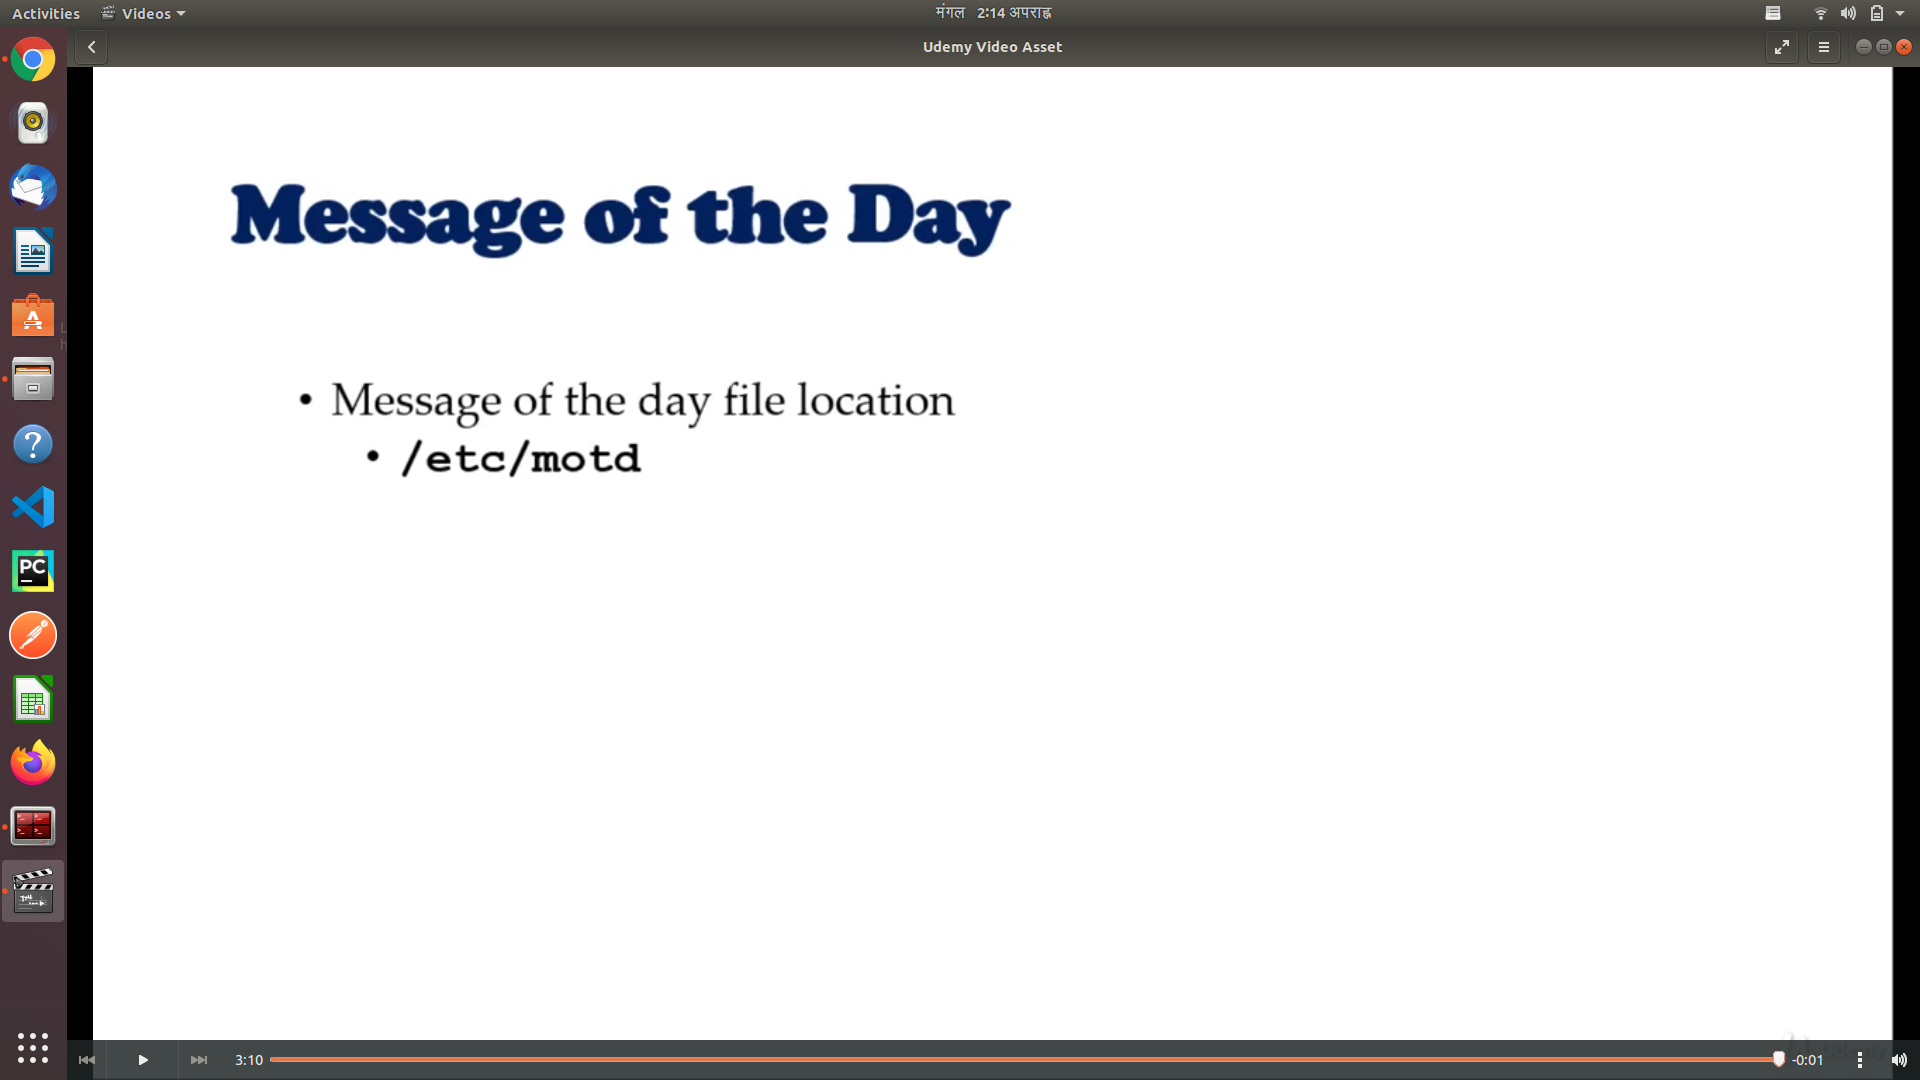 Activities
Videos
मंगल 2:14 अपराह्न
Udemy Video Asset
Message of the Day
• Message of the day file location
• /etc/motd
3:10
-0:01